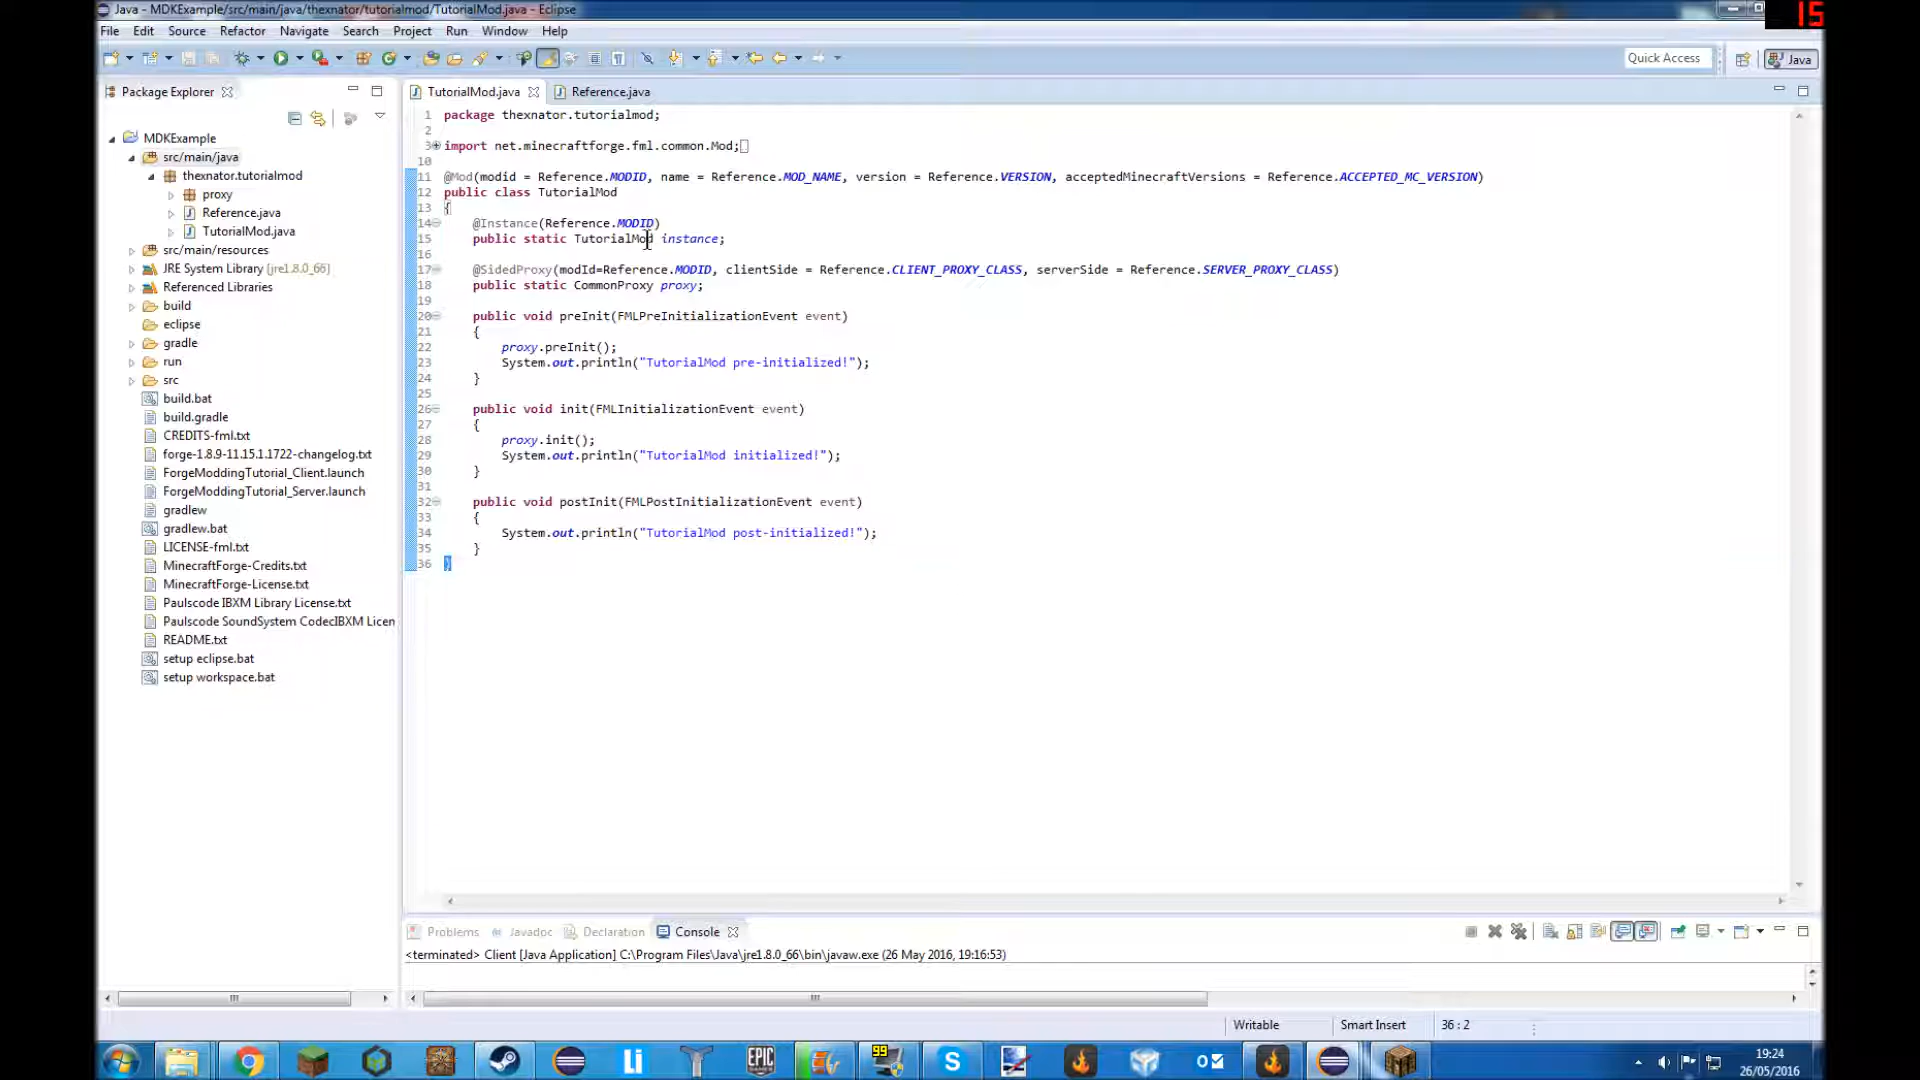 Java - MDKExample/src/main/java/thexnator/tutorialmod/TutorialMod.java - Eclipse
15
File Edit Source Refactor Navigate Search Project Run Window Help
Quick Access
Java
Package Explorer
TutorialMod.java
Reference.java
MDKExample
src/main/java
thexnator.tutorialmod
proxy
Reference.java
TutorialMod.java
src/main/resources
JRE System Library [jre1.8.0_66]
Referenced Libraries
build
eclipse
gradle
run
src
build.bat
build.gradle
CREDITS-fml.txt
forge-1.8.9-11.15.1.1722-changelog.txt
ForgeModdingTutorial_Client.launch
ForgeModdingTutorial_Server.launch
gradlew
gradlew.bat
LICENSE-fml.txt
MinecraftForge-Credits.txt
MinecraftForge-License.txt
Paulscode IBXM Library License.txt
Paulscode SoundSystem CodecIBXM Licen
README.txt
setup eclipse.bat
setup workspace.bat
1 package thexnator.tutorialmod;
2
3 import net.minecraftforge.fml.common.Mod;
10
11 @Mod(modid = Reference.MODID, name = Reference.MOD_NAME, version = Reference.VERSION, acceptedMinecraftVersions = Reference.ACCEPTED_MC_VERSION)
12 public class TutorialMod
13 {
14 @Instance(Reference.MODID)
15 public static TutorialMod instance;
16
17 @SidedProxy(modId=Reference.MODID, clientSide = Reference.CLIENT_PROXY_CLASS, serverSide = Reference.SERVER_PROXY_CLASS)
18 public static CommonProxy proxy;
19
20 public void preInit(FMLPreInitializationEvent event)
21 {
22 proxy.preInit();
23 System.out.println("TutorialMod pre-initialized!");
24 }
25
26 public void init(FMLInitializationEvent event)
27 {
28 proxy.init();
29 System.out.println("TutorialMod initialized!");
30 }
31
32 public void postInit(FMLPostInitializationEvent event)
33 {
34 System.out.println("TutorialMod post-initialized!");
35 }
36 }
Problems Javadoc Declaration Console
<terminated> Client [Java Application] C:\Program Files\Java\jre1.8.0_66\bin\javaw.exe (26 May 2016, 19:16:53)
Writable Smart Insert 36 : 2
Li
EPIC
99
S
O
19:24
26/05/2016